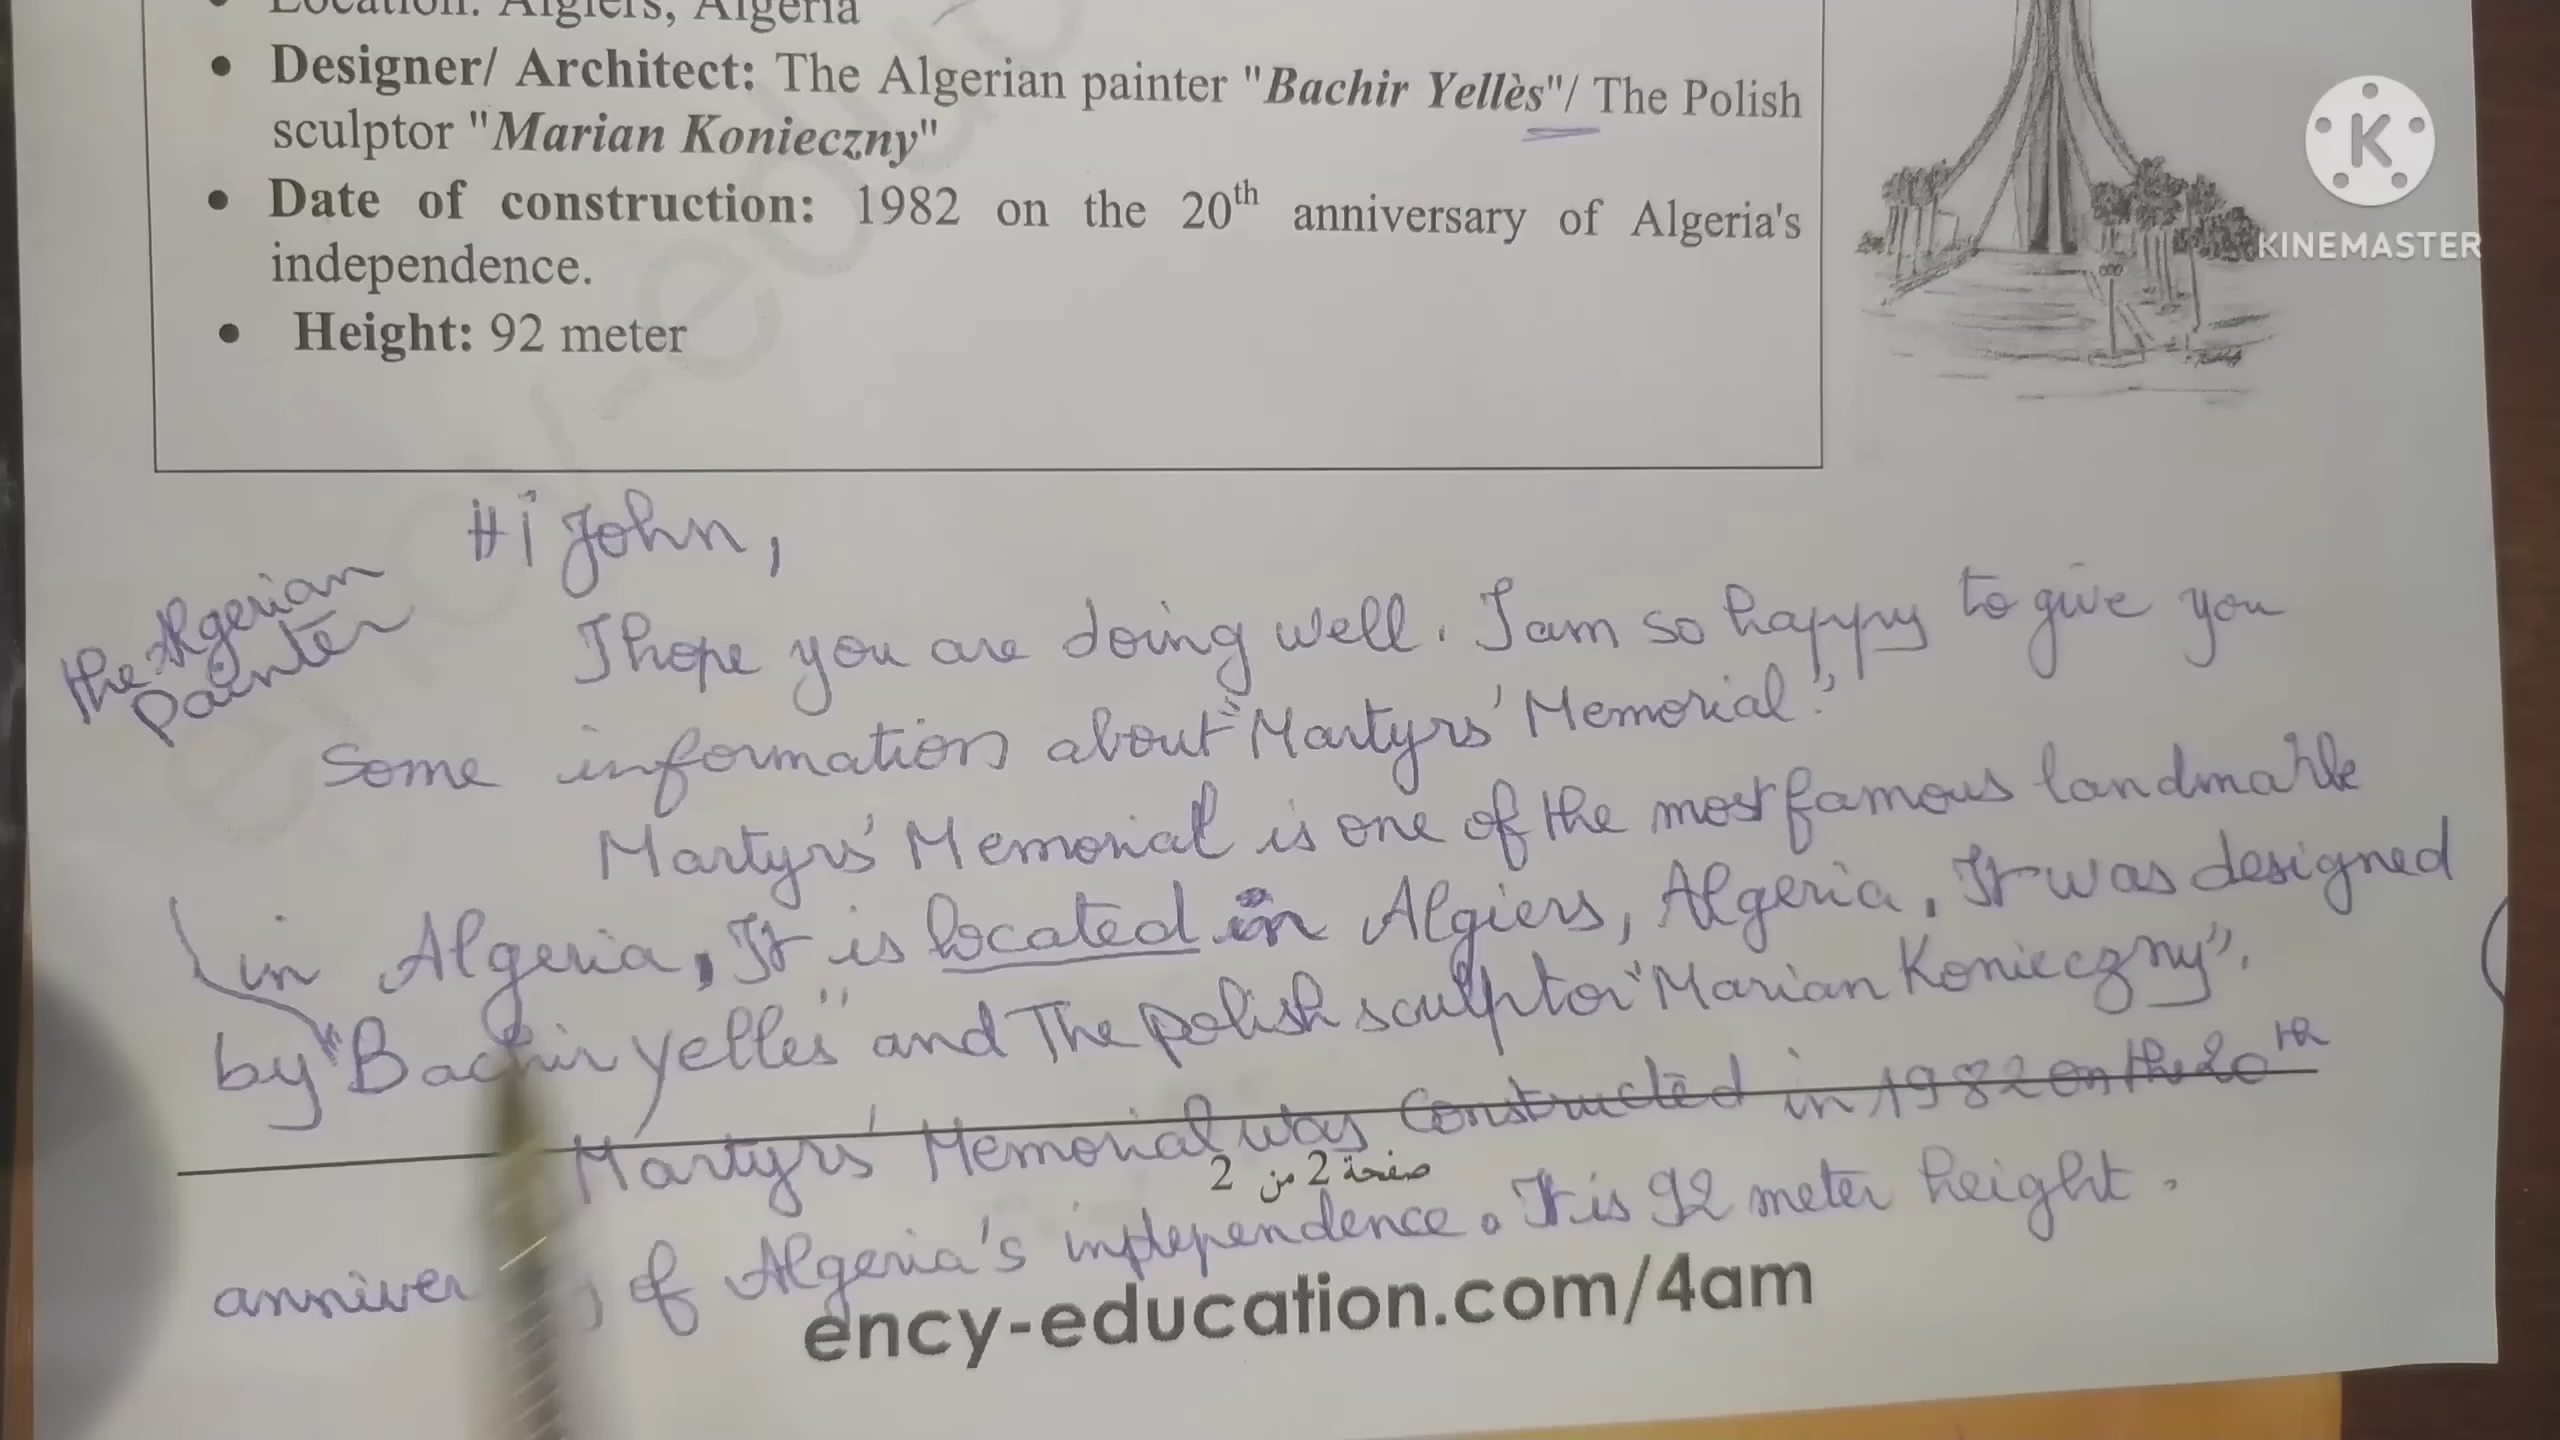 Location: Algiers, Algeria
• Designer/ Architect: The Algerian painter "Bachir Yellès"/ The Polish
sculptor "Marian Konieczny"
• Date of construction: 1982 on the 20th anniversary of Algeria's
independence.
• Height: 92 meter
KINEMASTER
Hi John,
the Algerian
painter
I hope you are doing well. I am so happy to give you
some information about "Martyrs' Memorial".
Martyrs' Memorial is one of the most famous landmark
in Algeria, It is located in Algiers, Algeria, It was designed
by "Bachir yelles" and The polish sculptor "Marian Konieczny".
Martyrs' Memorial was constructed in 1982 on the 20th
صفحة 2 من 2
anniver of Algeria's independence. It is 92 meter height.
ency-education.com/4am